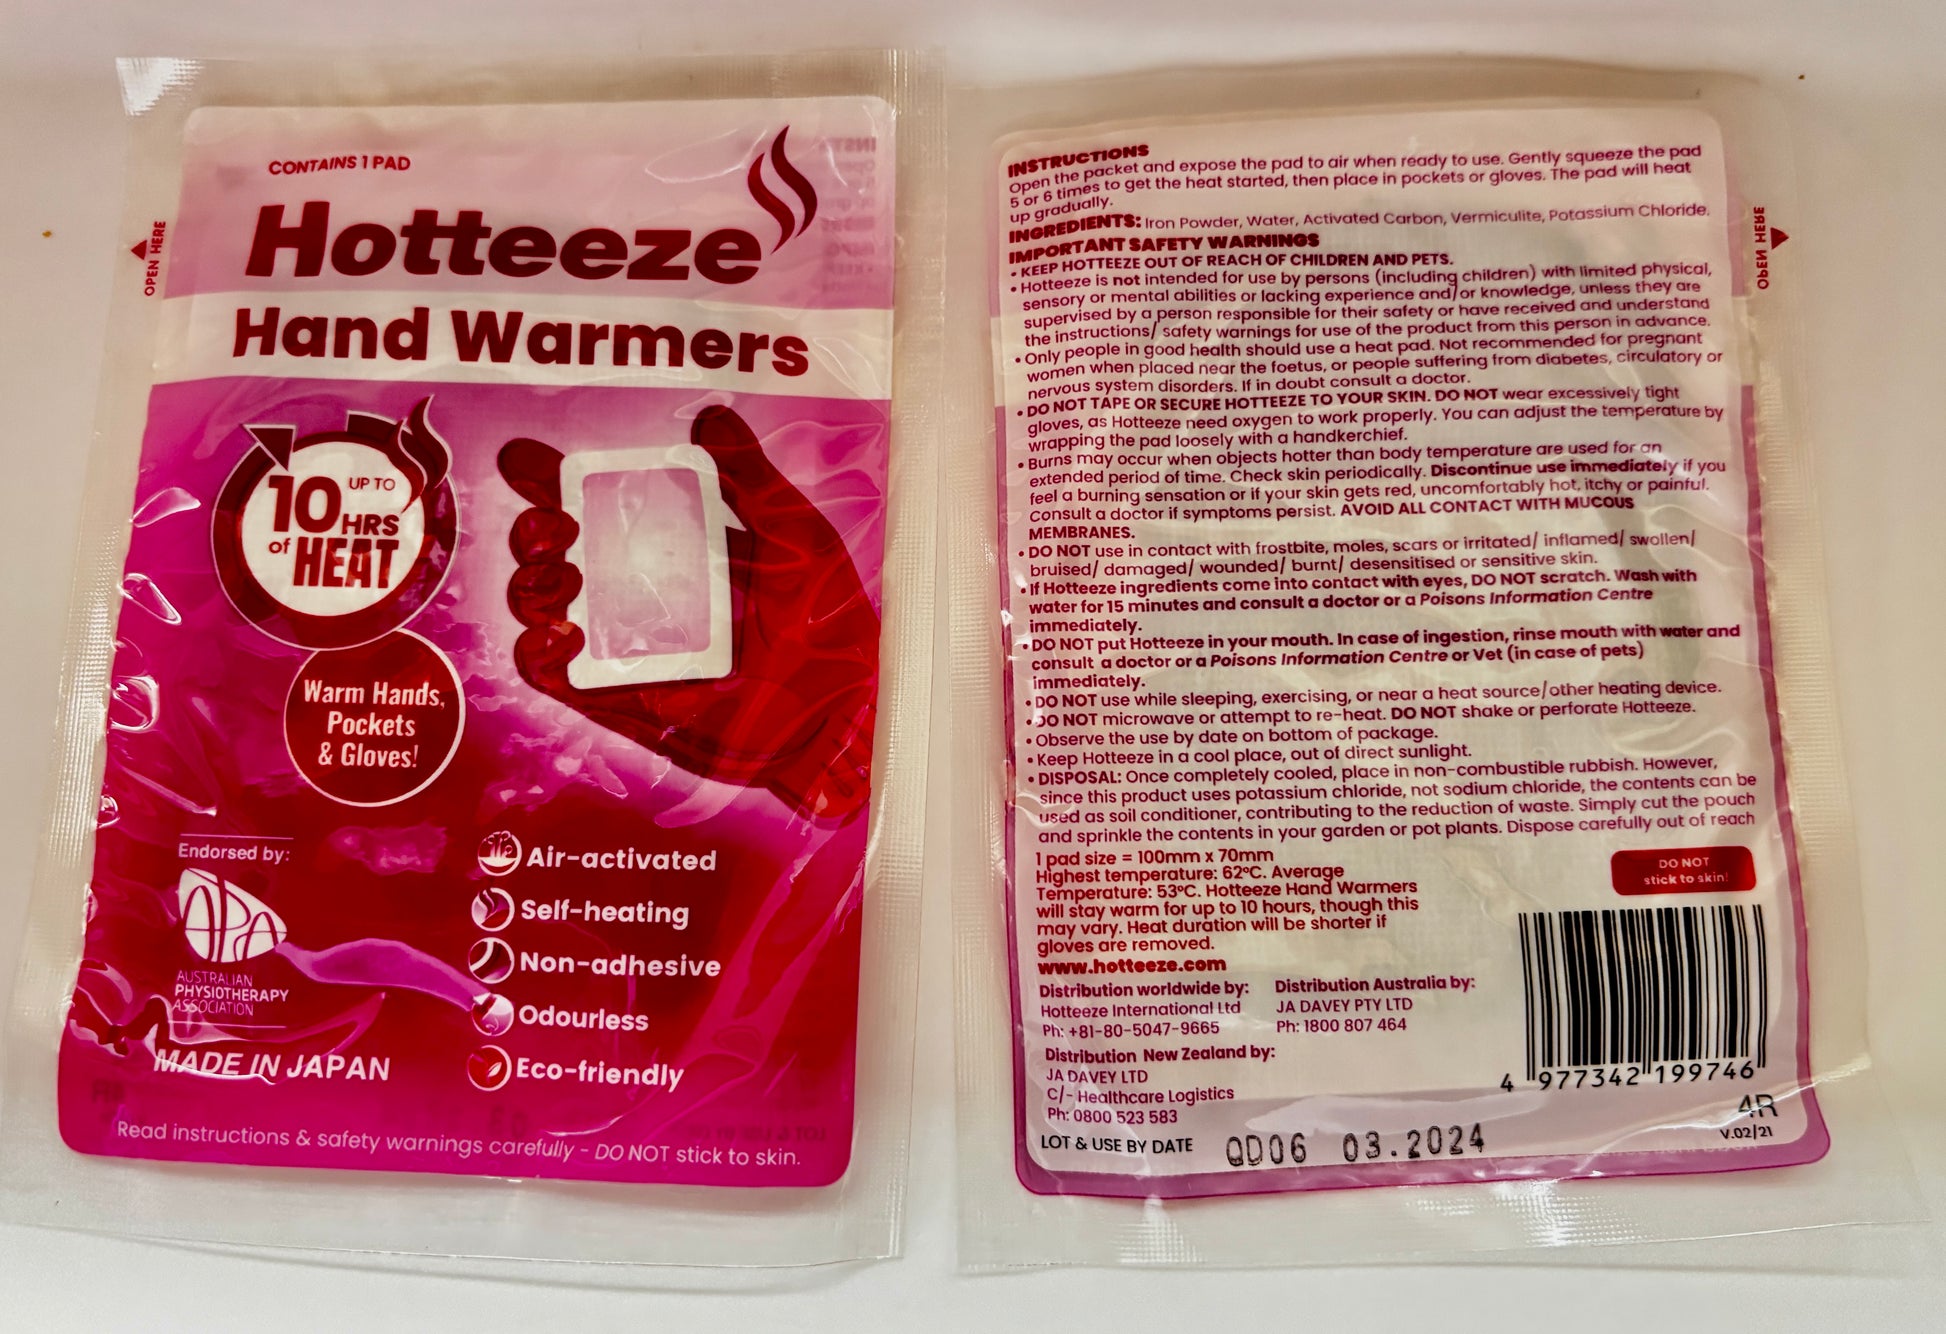 CONTAINS 1 PAD
OPEN HERE
Hotteeze
Hand Warmers
10 UP TO
HRS
of HEAT
Warm Hands,
Pockets
& Gloves!
Endorsed by:
APA
AUSTRALIAN
PHYSIOTHERAPY
ASSOCIATION
MADE IN JAPAN
Air-activated
Self-heating
Non-adhesive
Odourless
Eco-friendly
Read instructions & safety warnings carefully - DO NOT stick to skin.
INSTRUCTIONS
Open the packet and expose the pad to air when ready to use. Gently squeeze the pad
5 or 6 times to get the heat started, then place in pockets or gloves. The pad will heat
up gradually.
INGREDIENTS: Iron Powder, Water, Activated Carbon, Vermiculite, Potassium Chloride.
IMPORTANT SAFETY WARNINGS
• KEEP HOTTEEZE OUT OF REACH OF CHILDREN AND PETS.
• Hotteeze is not intended for use by persons (including children) with limited physical,
sensory or mental abilities or lacking experience and/or knowledge, unless they are
supervised by a person responsible for their safety or have received and understand
the instructions/ safety warnings for use of the product from this person in advance.
• Only people in good health should use a heat pad. Not recommended for pregnant
women when placed near the foetus, or people suffering from diabetes, circulatory or
nervous system disorders. If in doubt consult a doctor.
• DO NOT TAPE OR SECURE HOTTEEZE TO YOUR SKIN. DO NOT wear excessively tight
gloves, as Hotteeze need oxygen to work properly. You can adjust the temperature by
wrapping the pad loosely with a handkerchief.
• Burns may occur when objects hotter than body temperature are used for an
extended period of time. Check skin periodically. Discontinue use immediately if you
feel a burning sensation or if your skin gets red, uncomfortably hot, itchy or painful.
Consult a doctor if symptoms persist. AVOID ALL CONTACT WITH MUCOUS
MEMBRANES.
• DO NOT use in contact with frostbite, moles, scars or irritated/ inflamed/ swollen/
bruised/ damaged/ wounded/ burnt/ desensitised or sensitive skin.
• If Hotteeze ingredients come into contact with eyes, DO NOT scratch. Wash with
water for 15 minutes and consult a doctor or a Poisons Information Centre
immediately.
• DO NOT put Hotteeze in your mouth. In case of ingestion, rinse mouth with water and
consult a doctor or a Poisons Information Centre or Vet (in case of pets)
immediately.
• DO NOT use while sleeping, exercising, or near a heat source/other heating device.
• DO NOT microwave or attempt to re-heat. DO NOT shake or perforate Hotteeze.
• Observe the use by date on bottom of package.
• Keep Hotteeze in a cool place, out of direct sunlight.
• DISPOSAL: Once completely cooled, place in non-combustible rubbish. However,
since this product uses potassium chloride, not sodium chloride, the contents can be
used as soil conditioner, contributing to the reduction of waste. Simply cut the pouch
and sprinkle the contents in your garden or pot plants. Dispose carefully out of reach
1 pad size = 100mm x 70mm
Highest temperature: 62°C. Average
Temperature: 53°C. Hotteeze Hand Warmers
will stay warm for up to 10 hours, though this
may vary. Heat duration will be shorter if
gloves are removed.
www.hotteeze.com
DO NOT
stick to skin!
Distribution worldwide by:
Hotteeze International Ltd
Ph: +81-80-5047-9665
Distribution Australia by:
JA DAVEY PTY LTD
Ph: 1800 807 464
Distribution New Zealand by:
JA DAVEY LTD
C/- Healthcare Logistics
Ph: 0800 523 583
4 977342 199746
4R
V.02/21
LOT & USE BY DATE QD06 03.2024
OPEN HERE